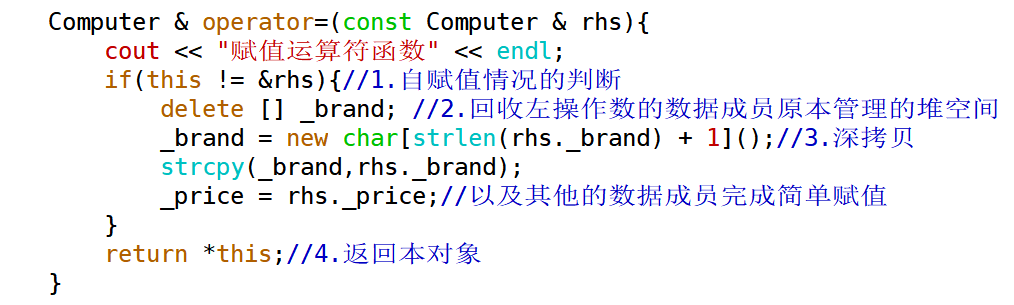 Computer & operator=(const Computer & rhs){
    cout << "赋值运算符函数" << endl;
    if(this != &rhs){//1.自赋值情况的判断
        delete [] _brand; //2.回收左操作数的数据成员原本管理的堆空间
        _brand = new char[strlen(rhs._brand) + 1]();//3.深拷贝
        strcpy(_brand,rhs._brand);
        _price = rhs._price;//以及其他的数据成员完成简单赋值
    }
    return *this;//4.返回本对象
}